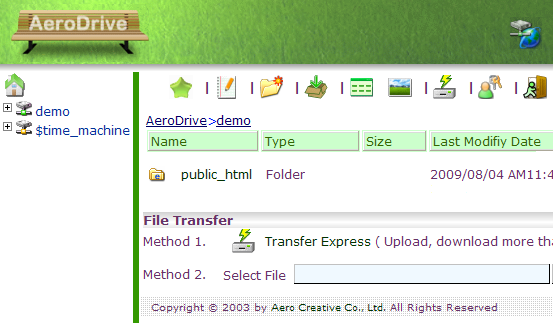 AeroDrive
demo
$time_machine
AeroDrive>demo
Name Type Size Last Modifiy Date
public_html Folder 2009/08/04 AM11:4
File Transfer
Method 1. Transfer Express ( Upload, download more tha
Method 2. Select File
Copyright © 2003 by Aero Creative Co., Ltd. All Rights Reserved